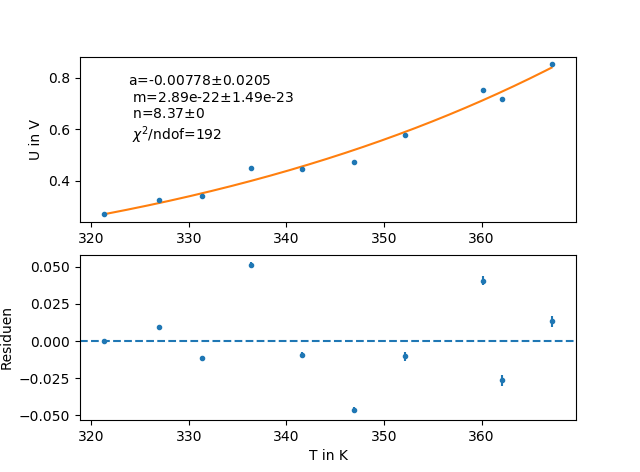 0.8
0.6
0.4
U in V
a=-0.00778±0.0205
m=2.89e-22±1.49e-23
n=8.37±0
χ²/ndof=192
320 330 340 350 360
0.050
0.025
0.000
−0.025
−0.050
Residuen
320 330 340 350 360
T in K